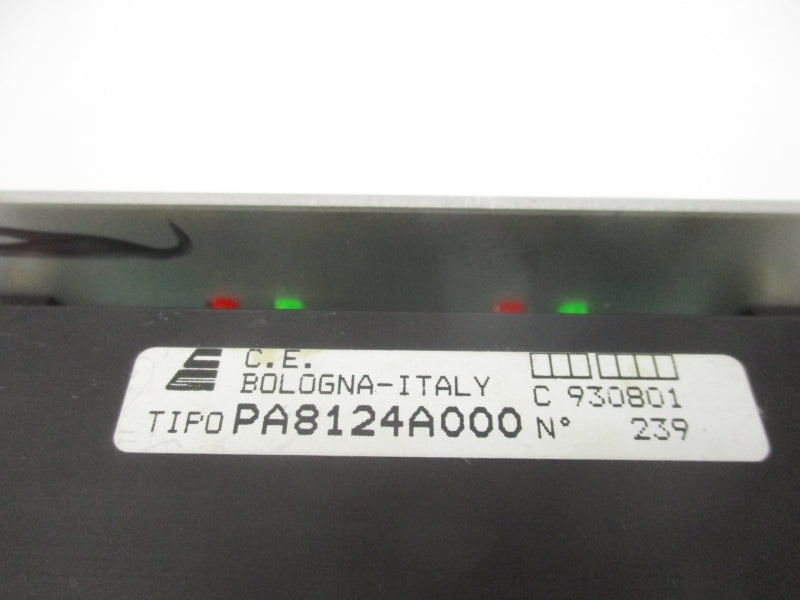 C.E.
BOLOGNA-ITALY
C 930801
TIPO PA8124A000 N° 239